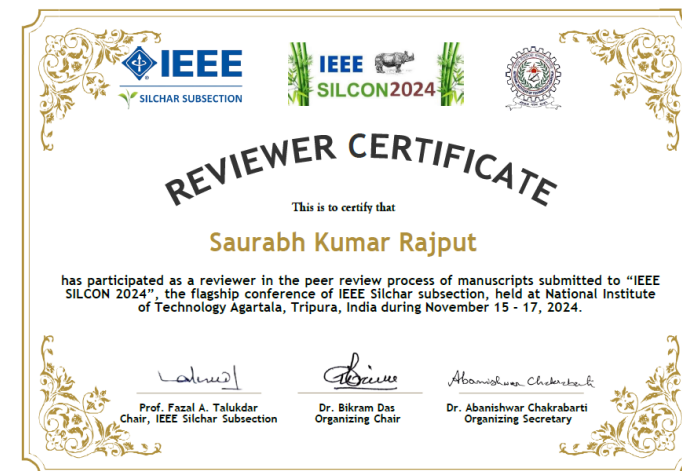 IEEE
SILCHAR SUBSECTION
IEEE
SILCON2024
REVIEWER CERTIFICATE
This is to certify that
Saurabh Kumar Rajput
has participated as a reviewer in the peer review process of manuscripts submitted to “IEEE
SILCON 2024”, the flagship conference of IEEE Silchar subsection, held at National Institute
of Technology Agartala, Tripura, India during November 15 - 17, 2024.
Abanishwar Chakrabarti
Prof. Fazal A. Talukdar
Chair, IEEE Silchar Subsection
Dr. Bikram Das
Organizing Chair
Dr. Abanishwar Chakrabarti
Organizing Secretary